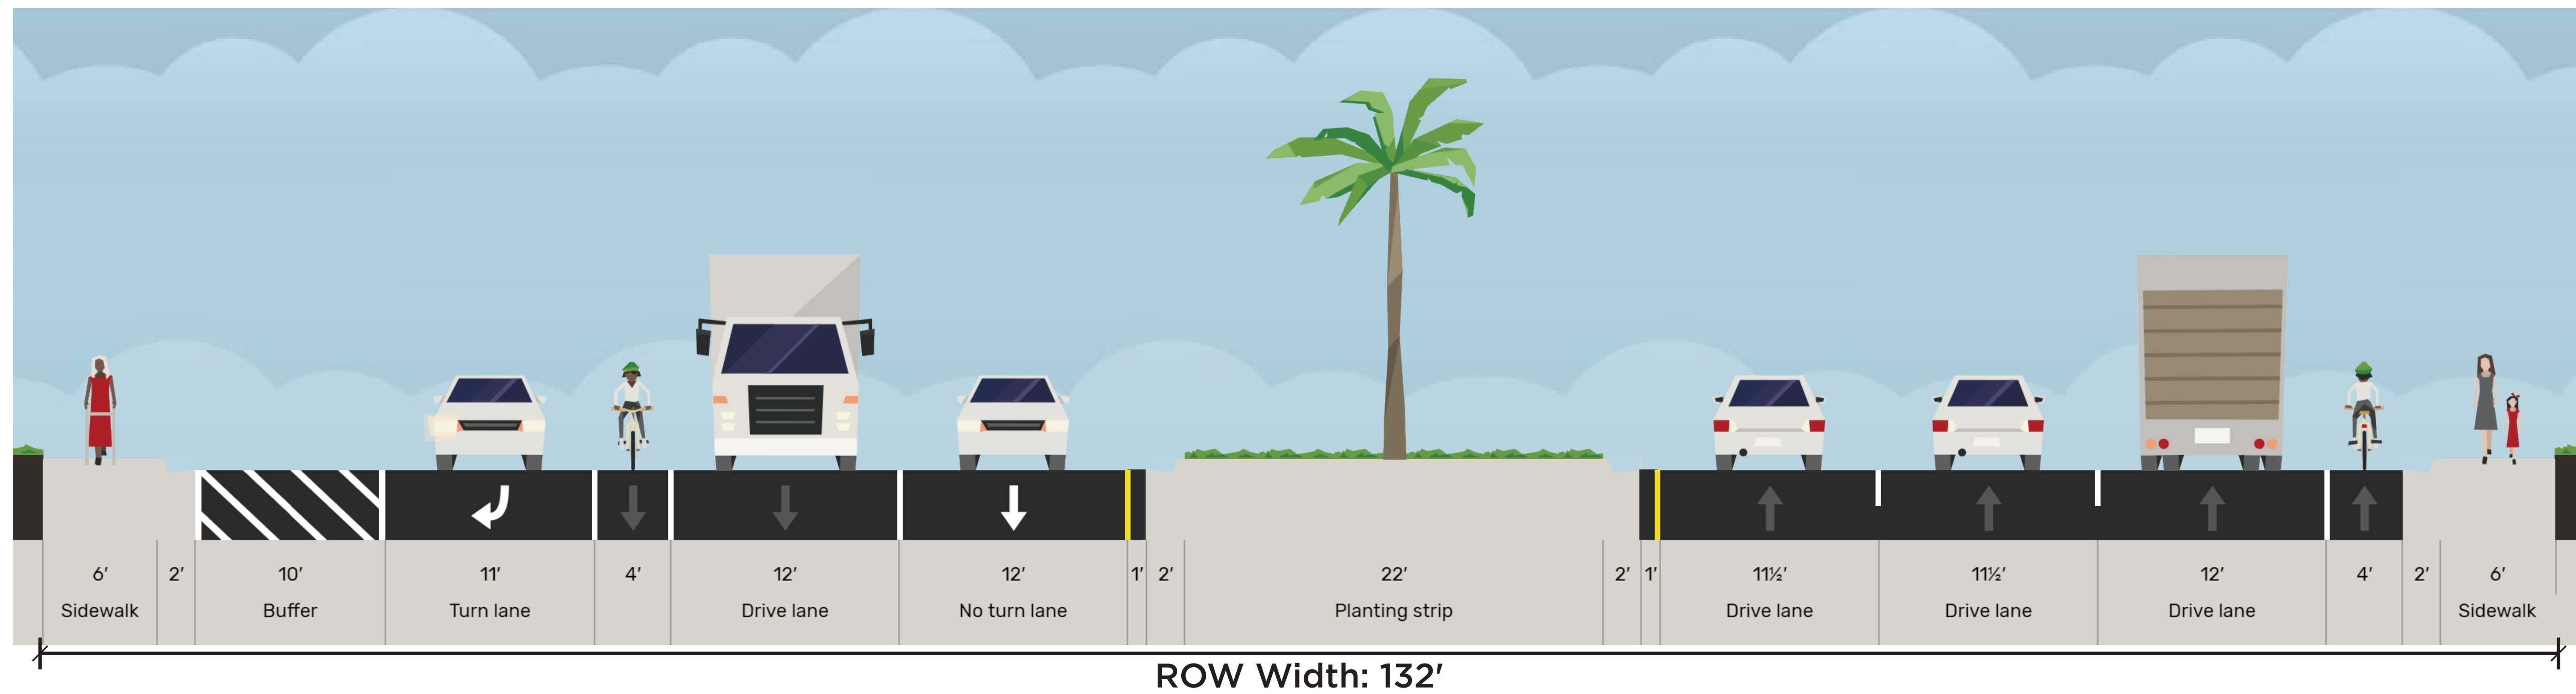 6′ 2′ 10′ 11′ 4′ 12′ 12′ 1′ 2′ 22′ 2′ 1′ 11½′ 11½′ 12′ 4′ 2′ 6′
Sidewalk Buffer Turn lane Drive lane No turn lane Planting strip Drive lane Drive lane Drive lane Sidewalk
ROW Width: 132'